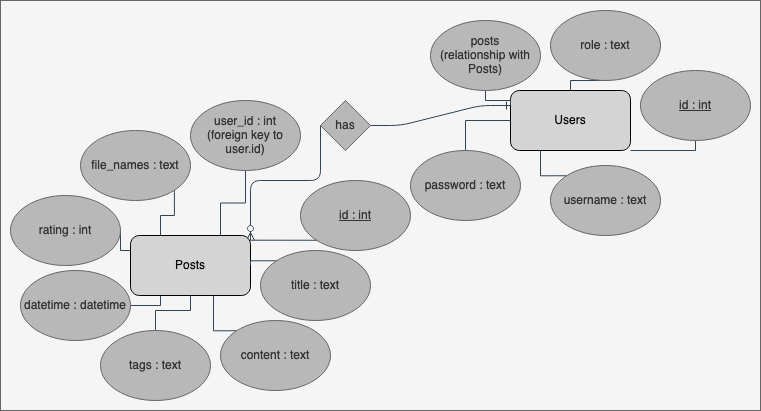 posts
(relationship with
Posts)
role : text
id : int
Users
has
user_id : int
(foreign key to
user.id)
file_names : text
password : text
username : text
rating : int
id : int
Posts
title : text
datetime : datetime
tags : text
content : text